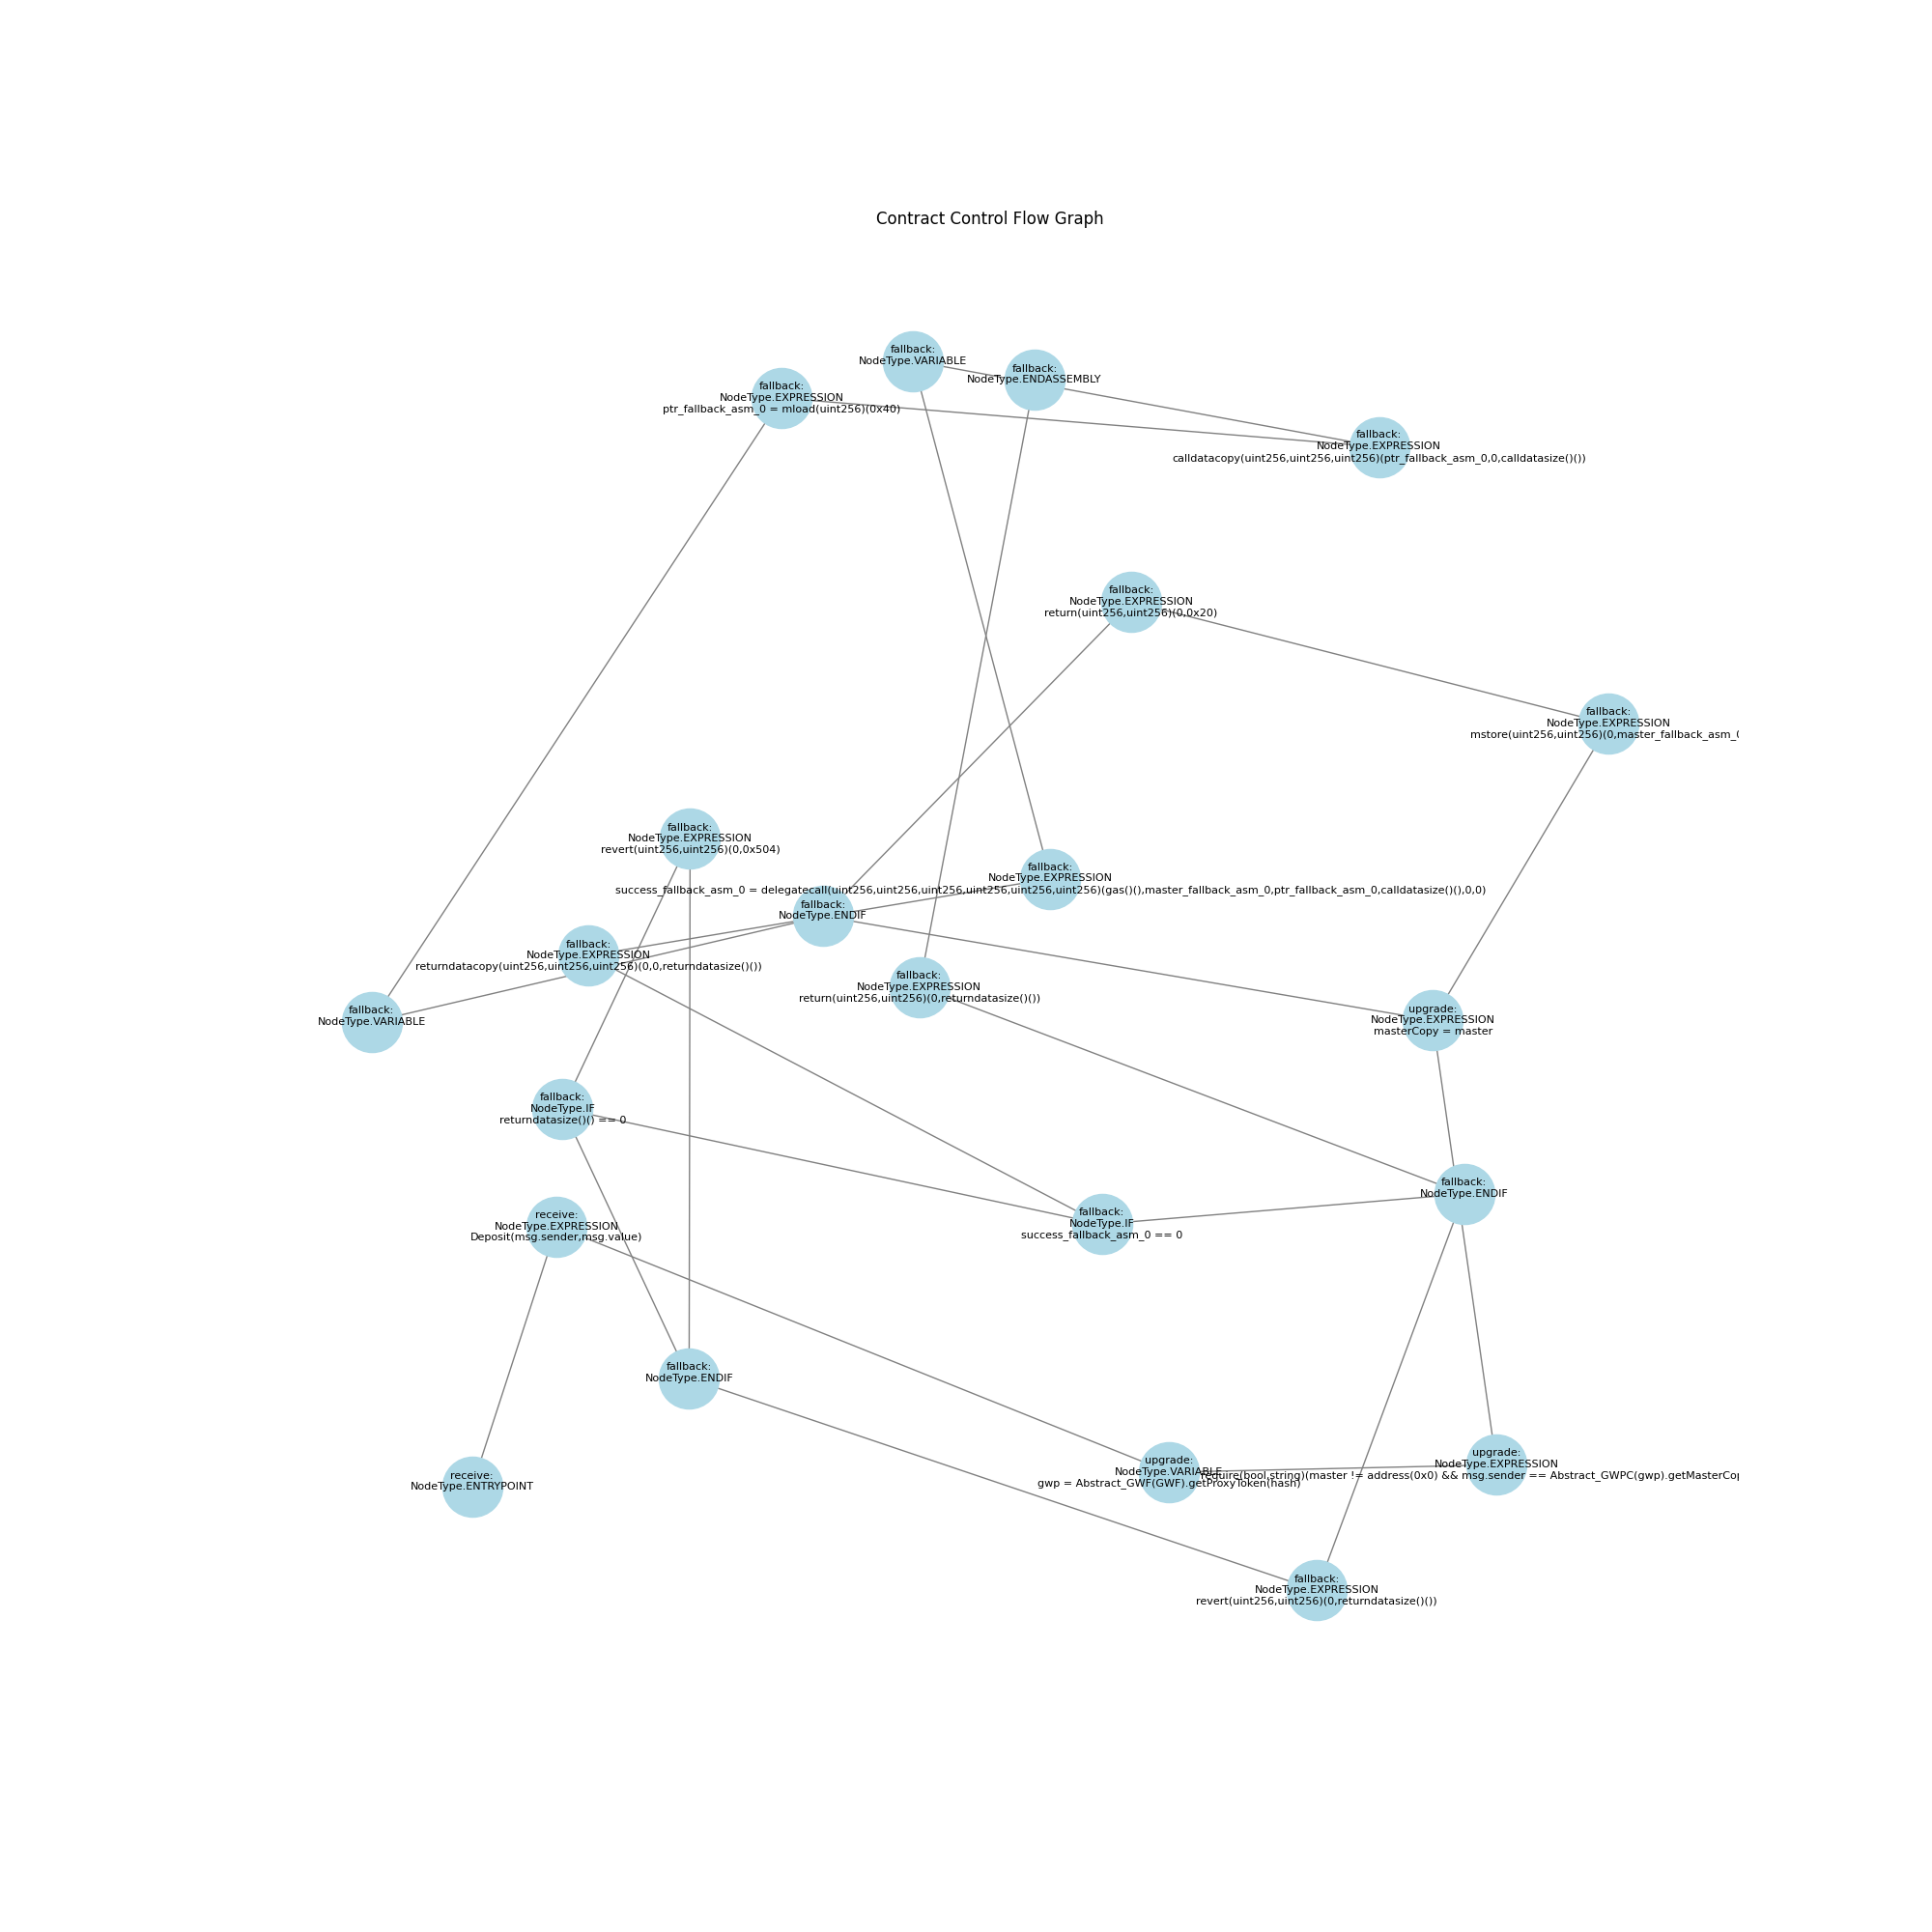 Contract Control Flow Graph
fallback:
NodeType.VARIABLE
fallback:
NodeType.ENDASSEMBLY
fallback:
NodeType.EXPRESSION
ptr_fallback_asm_0 = mload(uint256)(0x40)
fallback:
NodeType.EXPRESSION
calldatacopy(uint256,uint256,uint256)(ptr_fallback_asm_0,0,calldatasize()())
fallback:
NodeType.EXPRESSION
return(uint256,uint256)(0,0x20)
fallback:
NodeType.EXPRESSION
mstore(uint256,uint256)(0,master_fallback_asm_0
fallback:
NodeType.EXPRESSION
revert(uint256,uint256)(0,0x504)
fallback:
NodeType.EXPRESSION
success_fallback_asm_0 = delegatecall(uint256,uint256,uint256,uint256,uint256,uint256)(gas()(),master_fallback_asm_0,ptr_fallback_asm_0,calldatasize()(),0,0)
fallback:
NodeType.ENDIF
fallback:
NodeType.EXPRESSION
returndatacopy(uint256,uint256,uint256)(0,0,returndatasize()())
fallback:
NodeType.EXPRESSION
return(uint256,uint256)(0,returndatasize()())
fallback:
NodeType.VARIABLE
upgrade:
NodeType.EXPRESSION
masterCopy = master
fallback:
NodeType.IF
returndatasize()() == 0
fallback:
NodeType.ENDIF
fallback:
NodeType.IF
success_fallback_asm_0 == 0
receive:
NodeType.EXPRESSION
Deposit(msg.sender,msg.value)
fallback:
NodeType.ENDIF
upgrade:
NodeType.VARIABLE
gwp = Abstract_GWF(GWF).getProxyToken(hash)
upgrade:
NodeType.EXPRESSION
require(bool,string)(master != address(0x0) && msg.sender == Abstract_GWPC(gwp).getMasterCop
receive:
NodeType.ENTRYPOINT
fallback:
NodeType.EXPRESSION
revert(uint256,uint256)(0,returndatasize()())